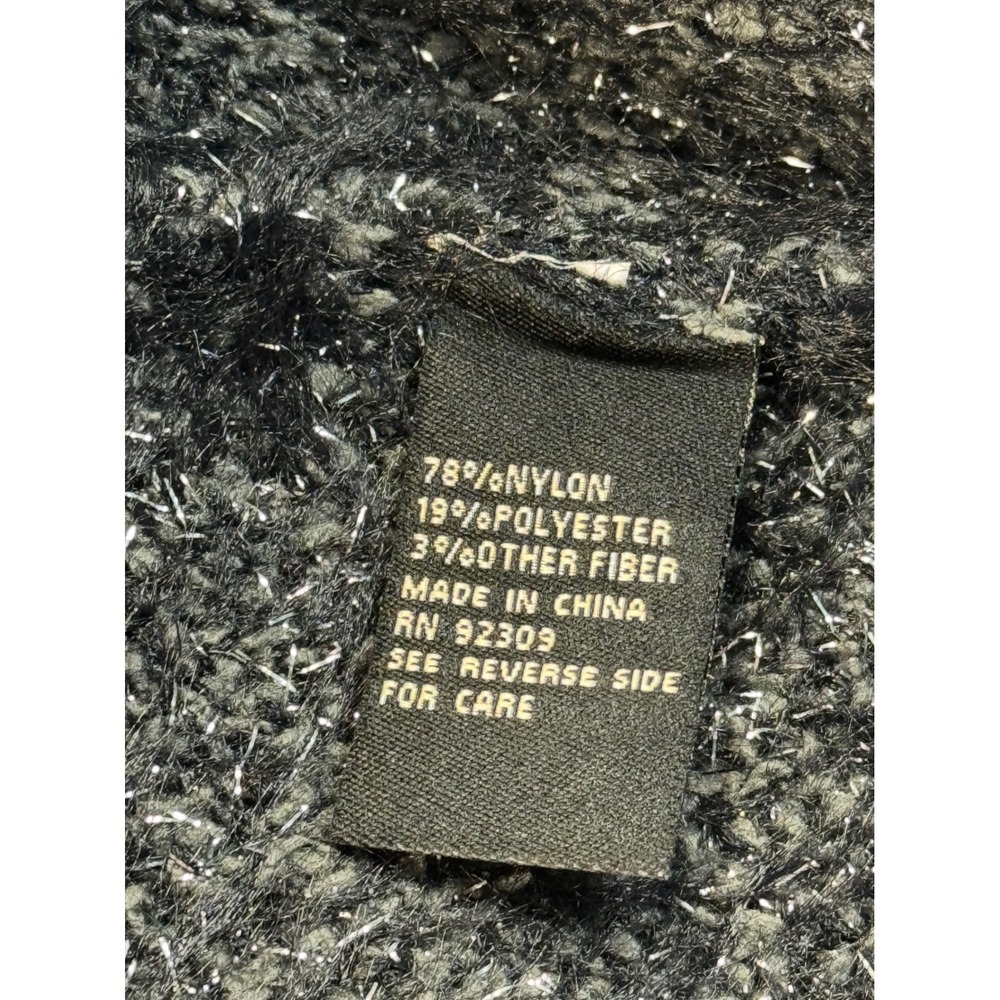 78%NYLON
19%POLYESTER
3%OTHER FIBER
MADE IN CHINA
RN 92309
SEE REVERSE SIDE
FOR CARE